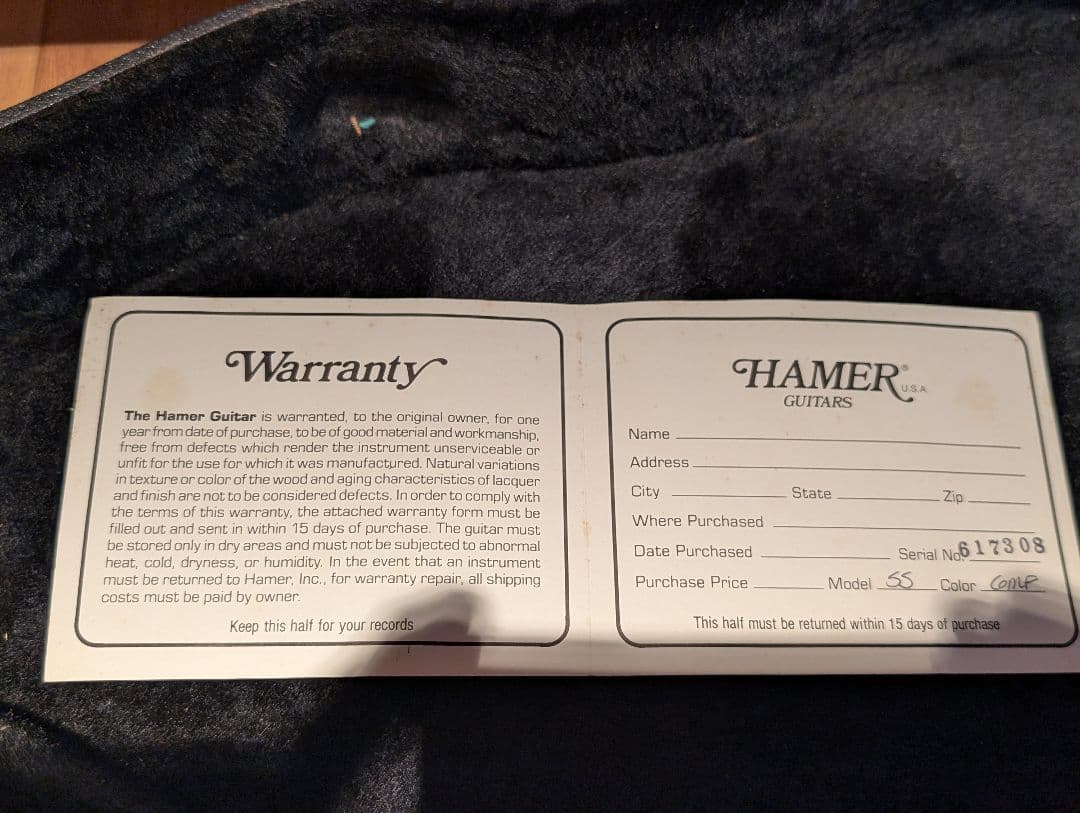 Warranty
The Hamer Guitar is warranted, to the original owner, for one
year from date of purchase, to be of good material and workmanship,
free from defects which render the instrument unserviceable or
unfit for the use for which it was manufactured. Natural variations
in texture or color of the wood and aging characteristics of lacquer
and finish are not to be considered defects. In order to comply with
the terms of this warranty, the attached warranty form must be
filled out and sent in within 15 days of purchase. The guitar must
be stored only in dry areas and must not be subjected to abnormal
heat, cold, dryness, or humidity. In the event that an instrument
must be returned to Hamer, Inc., for warranty repair, all shipping
costs must be paid by owner.
Keep this half for your records
HAMER® U.S.A.
GUITARS
Name
Address
City State Zip
Where Purchased
Date Purchased Serial No. 617308
Purchase Price Model SS Color
This half must be returned within 15 days of purchase